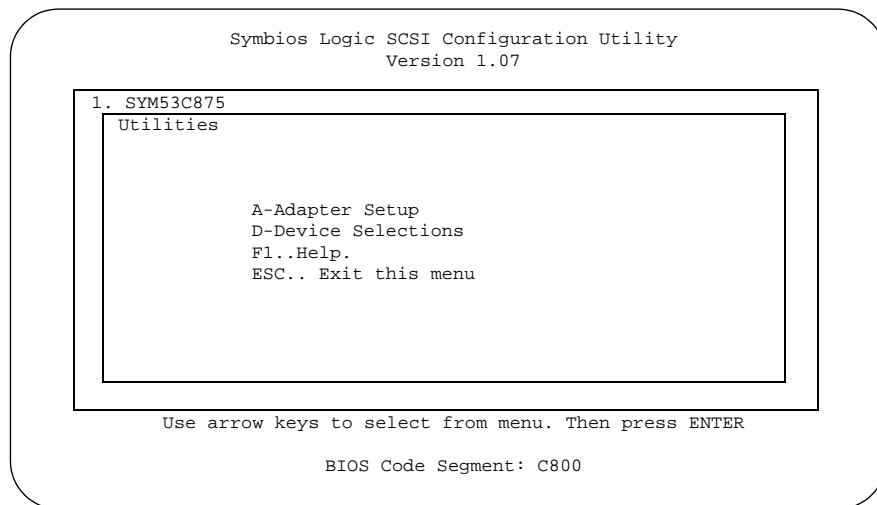 Symbios Logic SCSI Configuration Utility
Version 1.07
1. SYM53C875
Utilities
A-Adapter Setup
D-Device Selections
F1..Help.
ESC.. Exit this menu
Use arrow keys to select from menu. Then press ENTER
BIOS Code Segment: C800